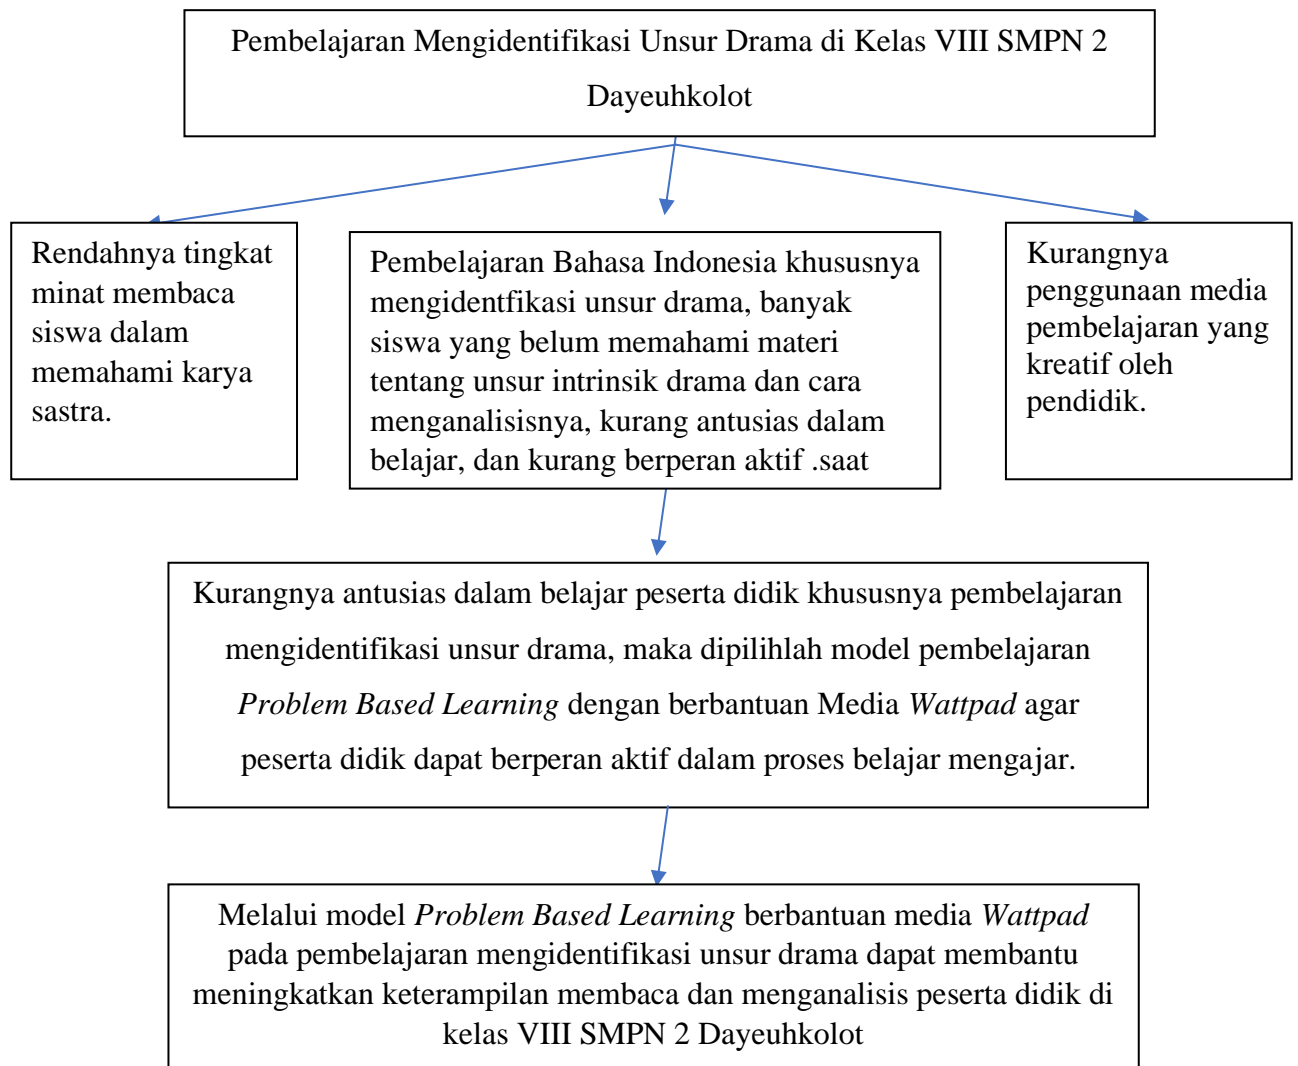 Pembelajaran Mengidentifikasi Unsur Drama di Kelas VIII SMPN 2
Dayeuhkolot
Rendahnya tingkat
minat membaca
siswa dalam
memahami karya
sastra.
Pembelajaran Bahasa Indonesia khususnya
mengidentfikasi unsur drama, banyak
siswa yang belum memahami materi
tentang unsur intrinsik drama dan cara
menganalisisnya, kurang antusias dalam
belajar, dan kurang berperan aktif .saat
Kurangnya
penggunaan media
pembelajaran yang
kreatif oleh
pendidik.
Kurangnya antusias dalam belajar peserta didik khususnya pembelajaran
mengidentifikasi unsur drama, maka dipilihlah model pembelajaran
Problem Based Learning dengan berbantuan Media Wattpad agar
peserta didik dapat berperan aktif dalam proses belajar mengajar.
Melalui model Problem Based Learning berbantuan media Wattpad
pada pembelajaran mengidentifikasi unsur drama dapat membantu
meningkatkan keterampilan membaca dan menganalisis peserta didik di
kelas VIII SMPN 2 Dayeuhkolot